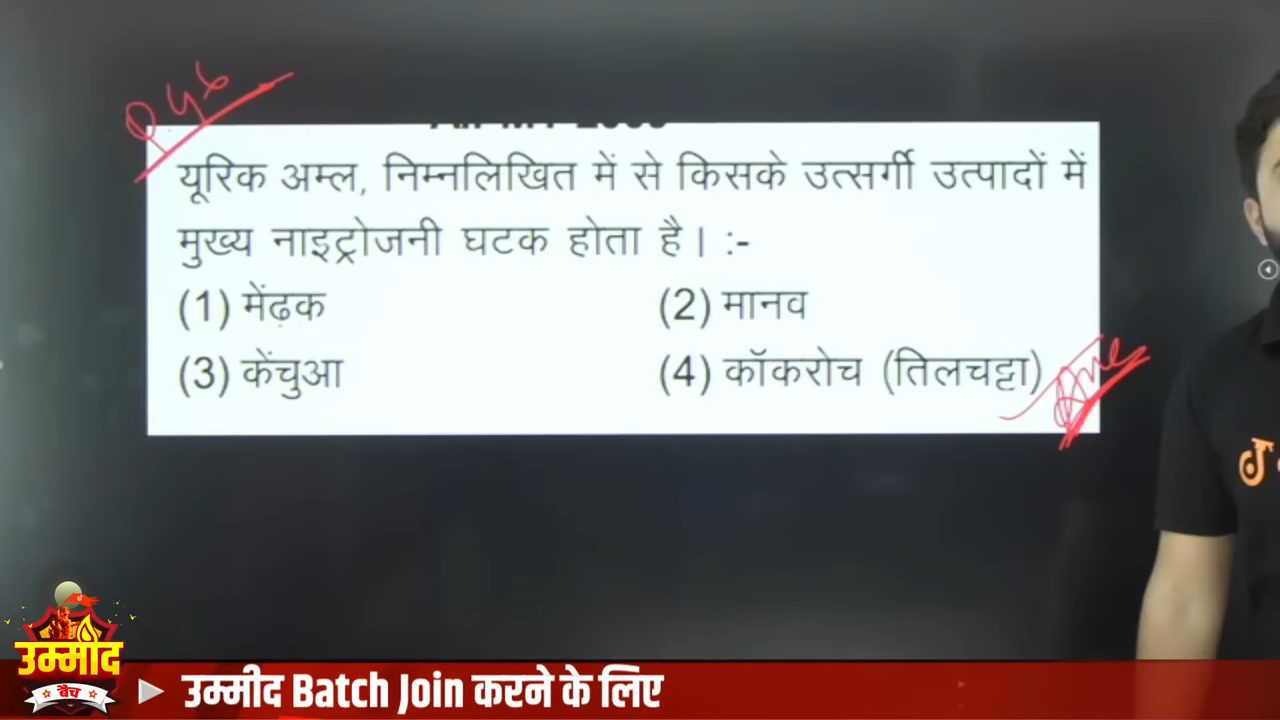 यूरिक अम्ल, निम्नलिखित में से किसके उत्सर्गी उत्पादों में
मुख्य नाइट्रोजनी घटक होता है। :-
(1) मेंढ़क
(2) मानव
(3) केंचुआ
(4) कॉकरोच (तिलचट्टा)
Ans
उम्मीद
बैच
उम्मीद Batch Join करने के लिए